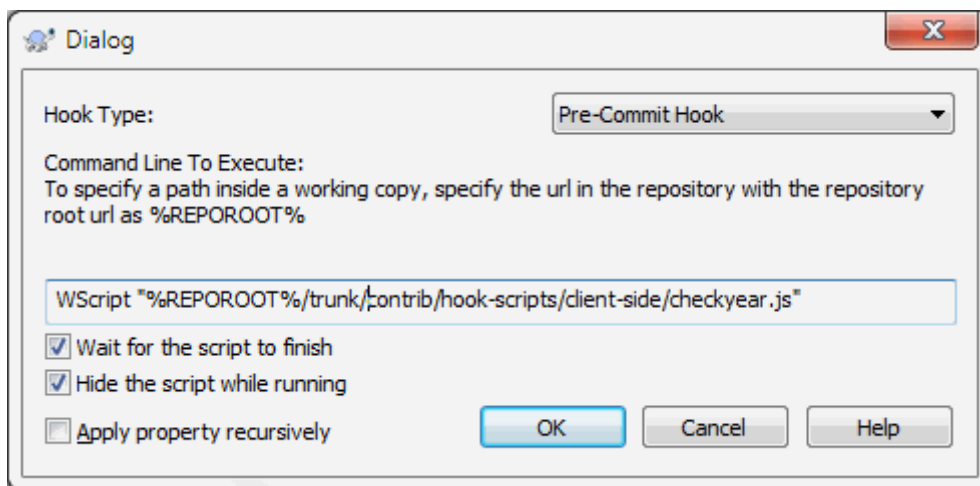 Dialog
Hook Type:
Pre-Commit Hook
Command Line To Execute:
To specify a path inside a working copy, specify the url in the repository with the repository
root url as %REPOROOT%
WScript "%REPOROOT%/trunk/contrib/hook-scripts/client-side/checkyear.js"
Wait for the script to finish
Hide the script while running
Apply property recursively
OK
Cancel
Help